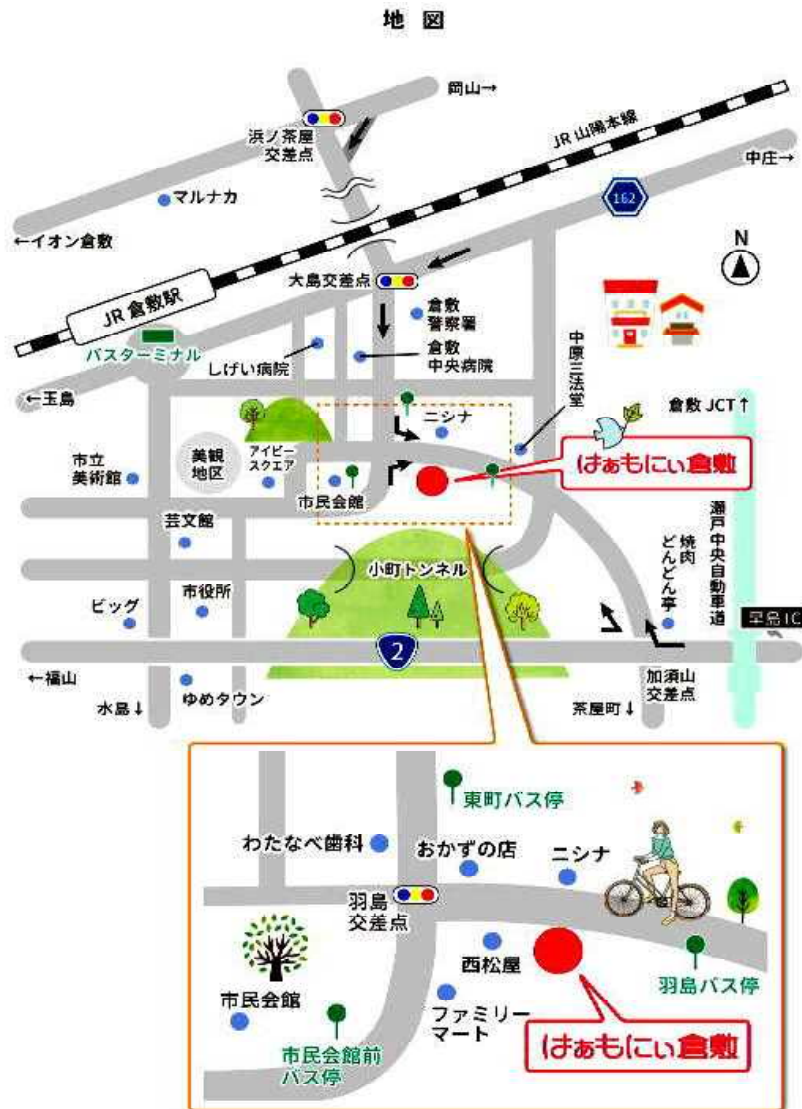 地 図
岡山→
浜ノ茶屋
交差点
JR山陽本線
中庄→
マルナカ
162
←イオン倉敷
N
大島交差点
JR倉敷駅
倉敷
警察署
バスターミナル
しげい病院
倉敷
中央病院
中原三法堂
←玉島
倉敷JCT↑
ニシナ
美観
地区
アイビー
スクエア
はぁもにぃ倉敷
市立
美術館
市民会館
瀬戸中央自動車道
芸文館
焼肉
どんどん亭
小町トンネル
ビッグ
市役所
早島IC
2
←福山
ゆめタウン
加須山
交差点
水島↓
茶屋町↓
東町バス停
わたなべ歯科
おかずの店
ニシナ
羽島
交差点
西松屋
羽島バス停
市民会館
ファミリー
マート
市民会館前
バス停
はぁもにぃ倉敷